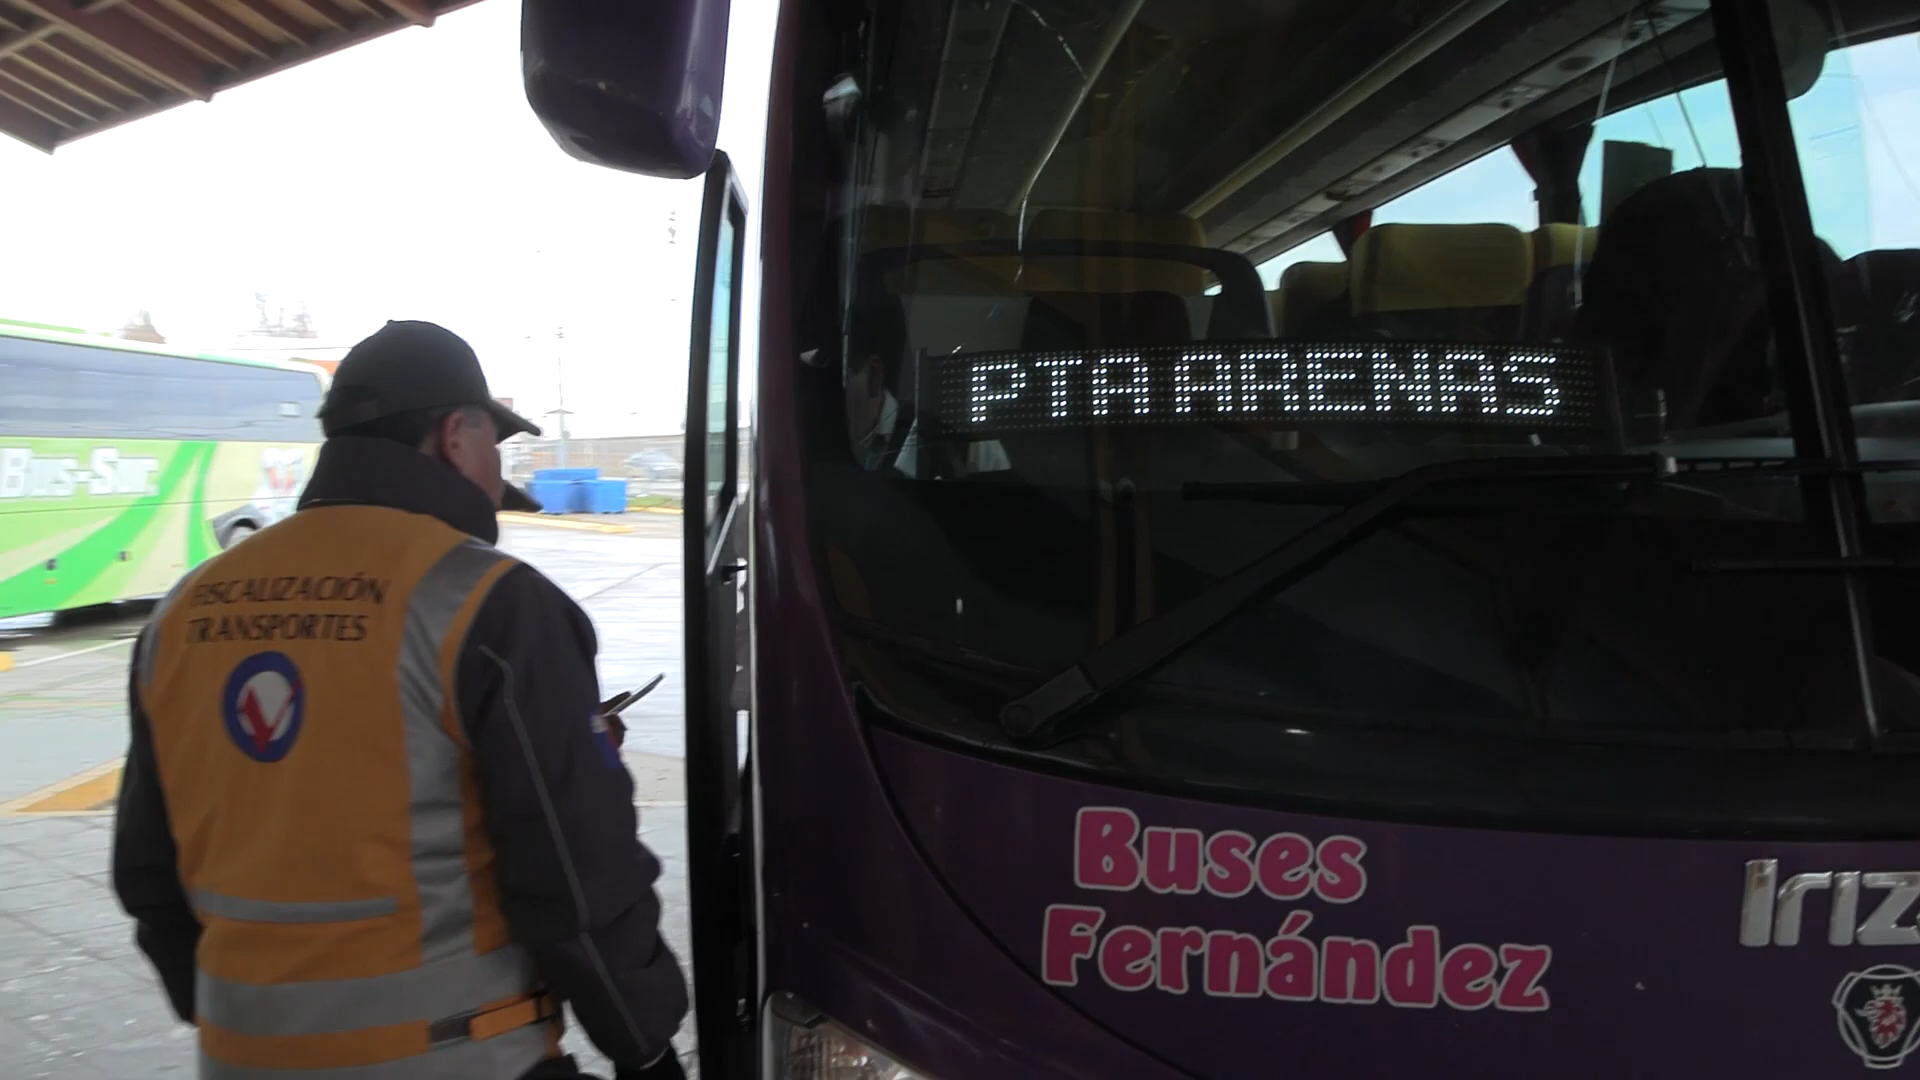 PTA ARENAS
BUS-SUR
FISCALIZACIÓN
TRANSPORTES
Buses
Fernández
Iriz